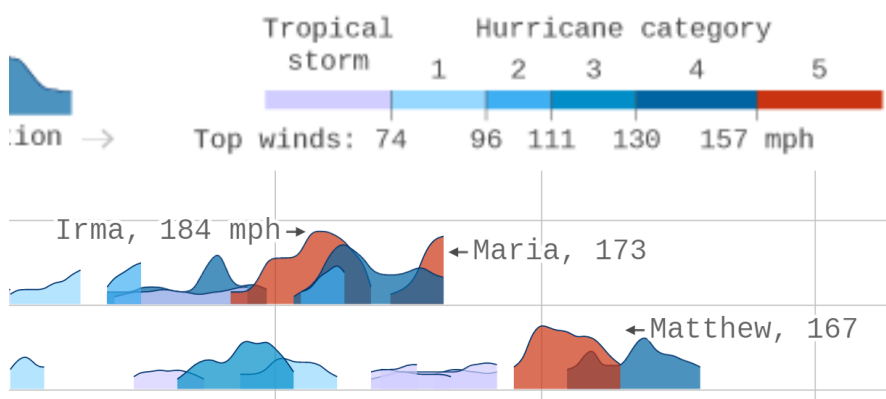 Tropical storm
Hurricane category
1 2 3 4 5
Top winds: 74 96 111 130 157 mph
Irma, 184 mph
Maria, 173
Matthew, 167